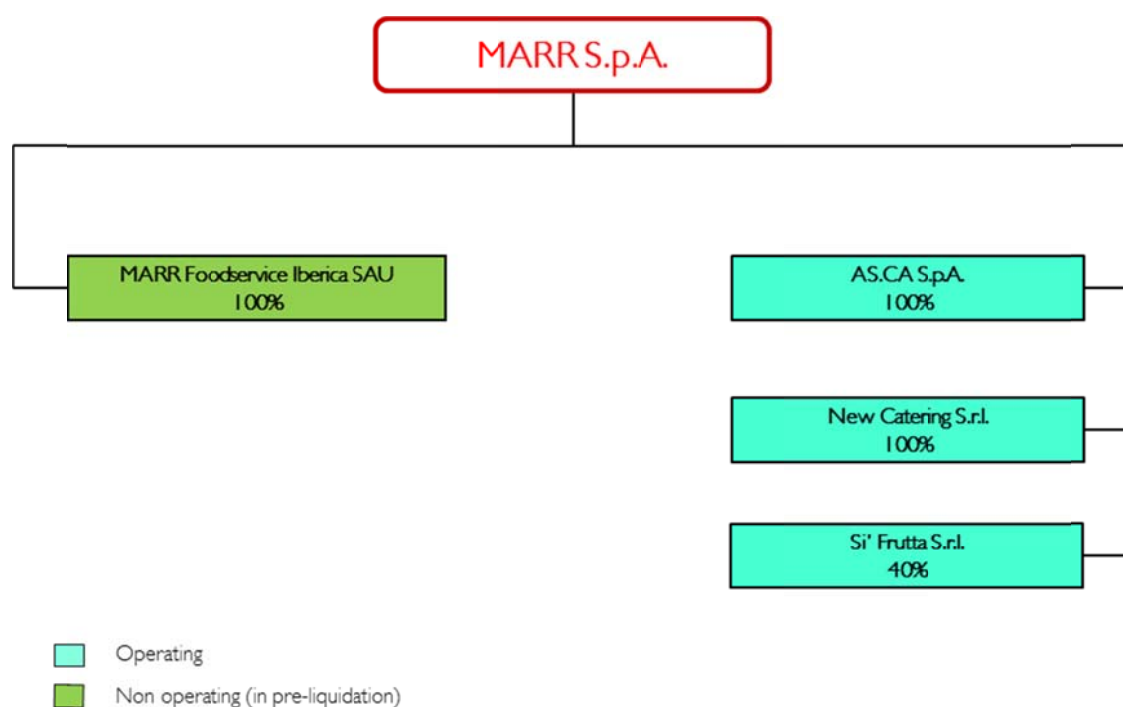 MARR S.p.A.
MARR Foodservice Iberica SAU
100%
AS.CA S.p.A.
100%
New Catering S.r.l.
100%
Si' Frutta S.r.l.
40%
Operating
Non operating (in pre-liquidation)